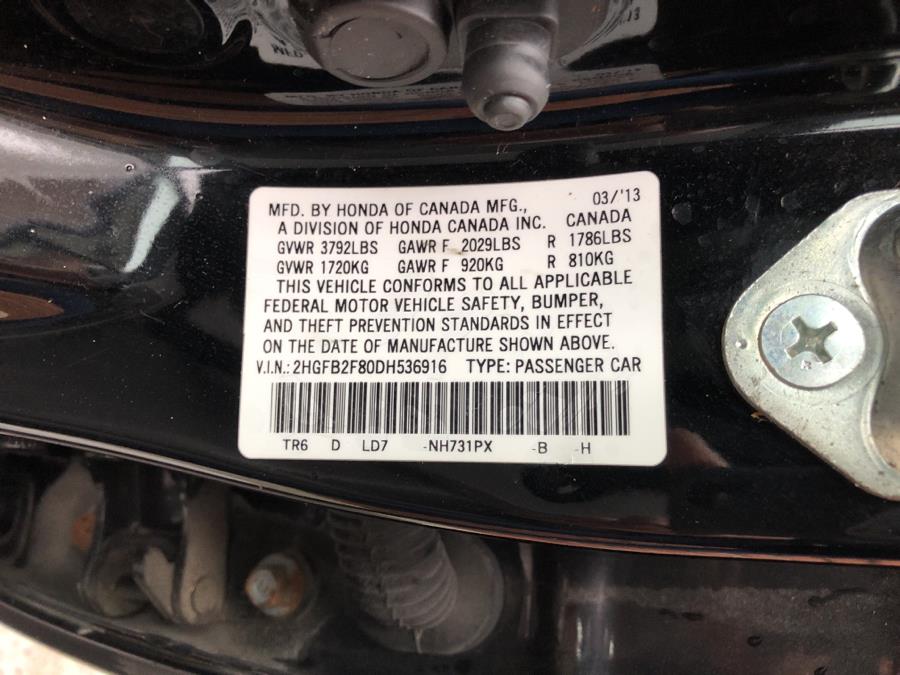 MFD. BY HONDA OF CANADA MFG., 03/'13
A DIVISION OF HONDA CANADA INC. CANADA
GVWR 3792LBS GAWR F 2029LBS R 1786LBS
GVWR 1720KG GAWR F 920KG R 810KG
THIS VEHICLE CONFORMS TO ALL APPLICABLE
FEDERAL MOTOR VEHICLE SAFETY, BUMPER,
AND THEFT PREVENTION STANDARDS IN EFFECT
ON THE DATE OF MANUFACTURE SHOWN ABOVE.
V.I.N.: 2HGFB2F80DH536916 TYPE: PASSENGER CAR
TR6 D LD7 -NH731PX -B -H